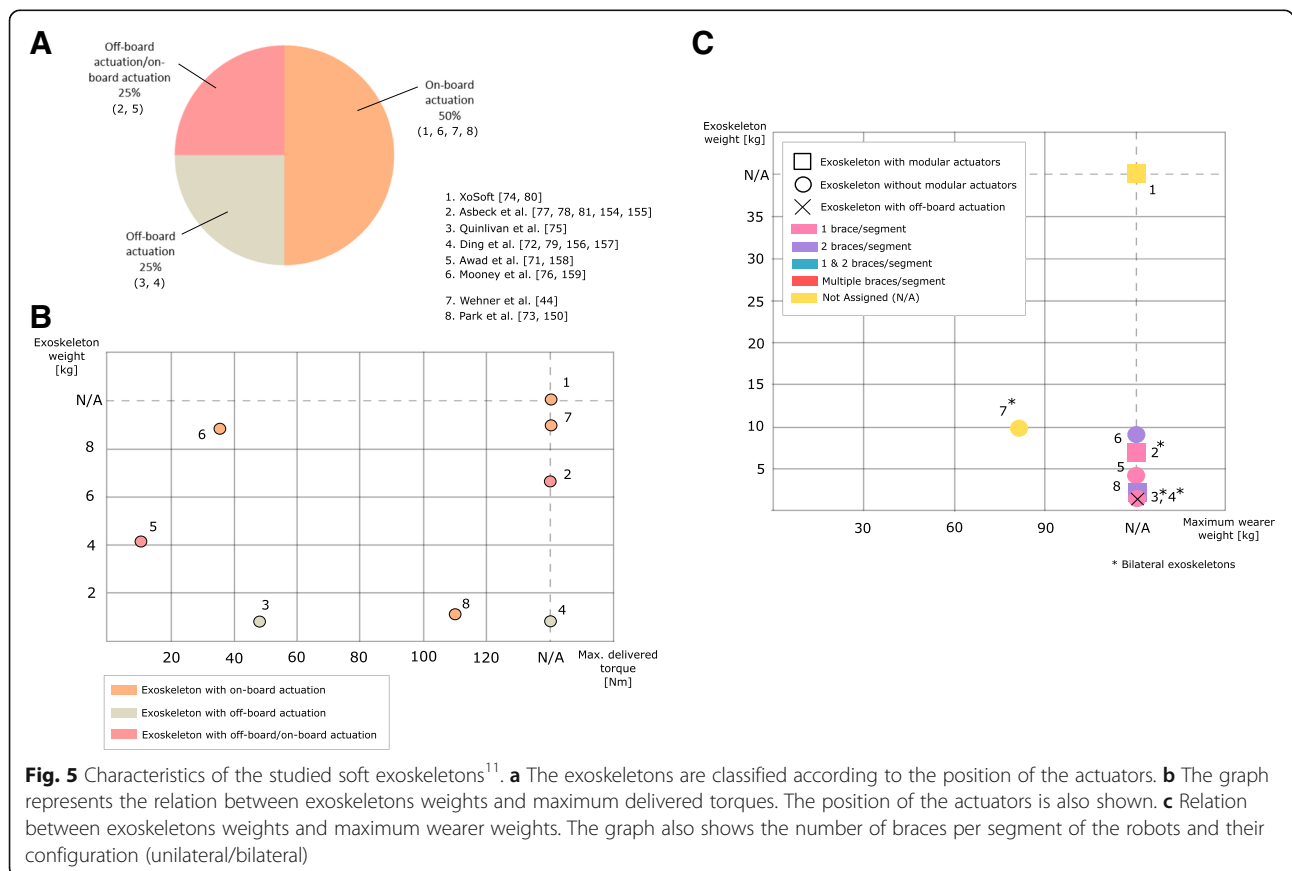 A
Off-board
actuation/on-
board actuation
25%
(2, 5)
On-board
actuation
50%
(1, 6, 7, 8)
Off-board
actuation
25%
(3, 4)
1. XoSoft [74, 80]
2. Asbeck et al. [77, 78, 81, 154, 155]
3. Quinlivan et al. [75]
4. Ding et al. [72, 79, 156, 157]
5. Awad et al. [71, 158]
6. Mooney et al. [76, 159]
7. Wehner et al. [44]
8. Park et al. [73, 150]
B
Exoskeleton
weight
[kg]
N/A
8
6
4
2
1
7
6
2
5
3
8
4
20
40
60
80
100
120
N/A
Max. delivered
torque
[Nm]
Exoskeleton with on-board actuation
Exoskeleton with off-board actuation
Exoskeleton with off-board/on-board actuation
C
Exoskeleton
weight [kg]
N/A
35
30
25
20
15
10
5
Exoskeleton with modular actuators
Exoskeleton without modular actuators
Exoskeleton with off-board actuation
1 brace/segment
2 braces/segment
1 & 2 braces/segment
Multiple braces/segment
Not Assigned (N/A)
1
7*
6
2*
5
8
3*, 4*
30
60
90
N/A
Maximum wearer
weight [kg]
* Bilateral exoskeletons
Fig. 5 Characteristics of the studied soft exoskeletons11. a The exoskeletons are classified according to the position of the actuators. b The graph
represents the relation between exoskeletons weights and maximum delivered torques. The position of the actuators is also shown. c Relation
between exoskeletons weights and maximum wearer weights. The graph also shows the number of braces per segment of the robots and their
configuration (unilateral/bilateral)